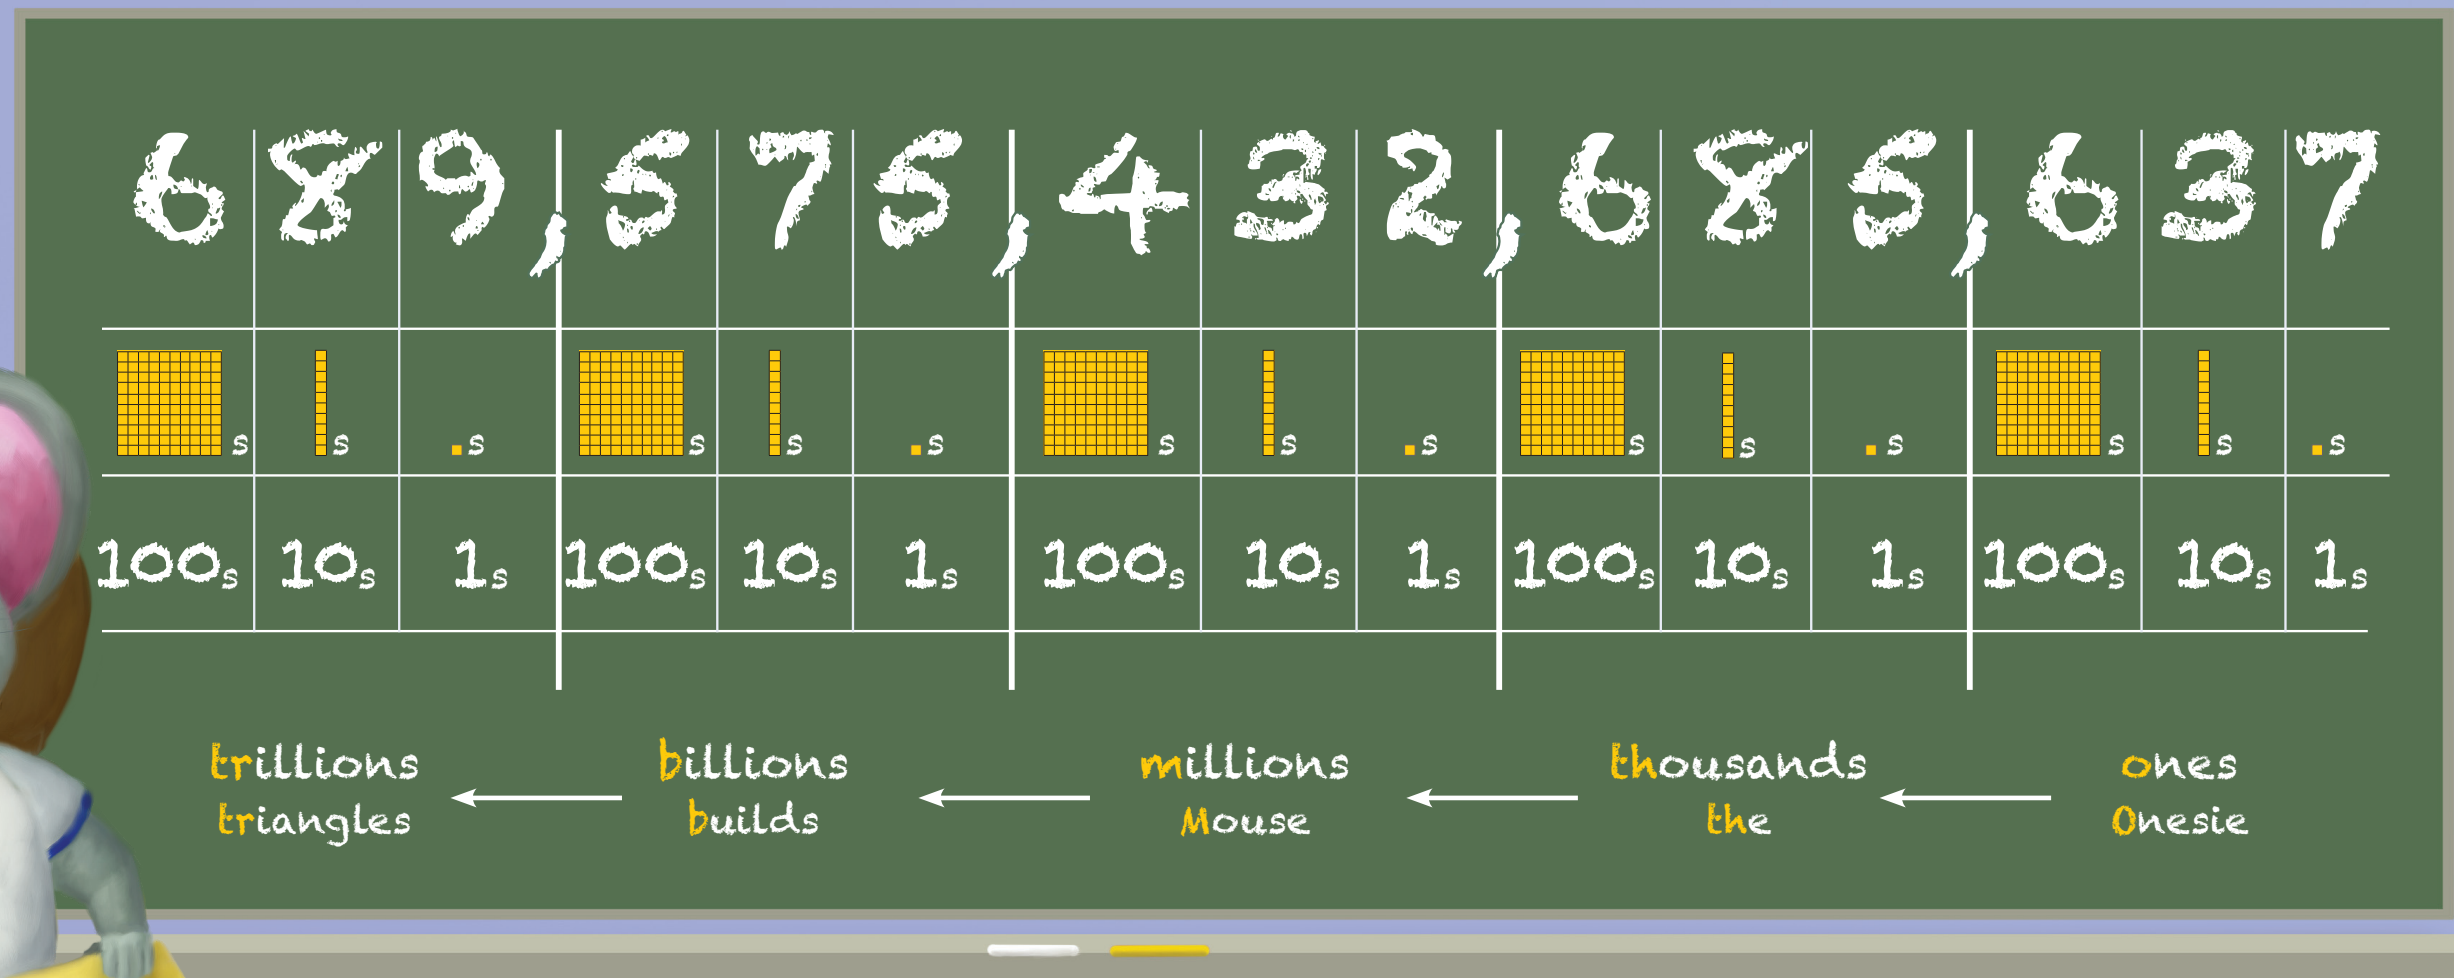 689,575,432,685,637
s s s s s s s s s s s s s s s
100s 10s 1s 100s 10s 1s 100s 10s 1s 100s 10s 1s 100s 10s 1s
trillions billions millions thousands ones
triangles builds Mouse the Onesie